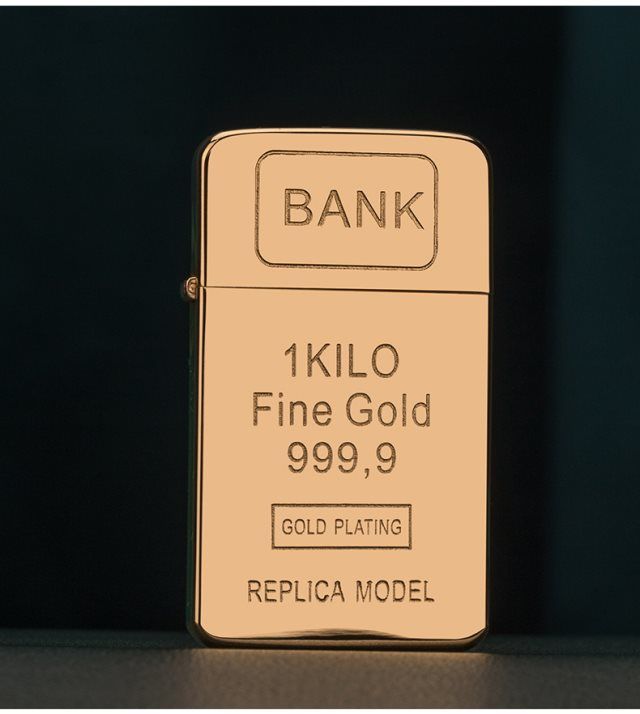 BANK
1KILO
Fine Gold
999,9
GOLD PLATING
REPLICA MODEL